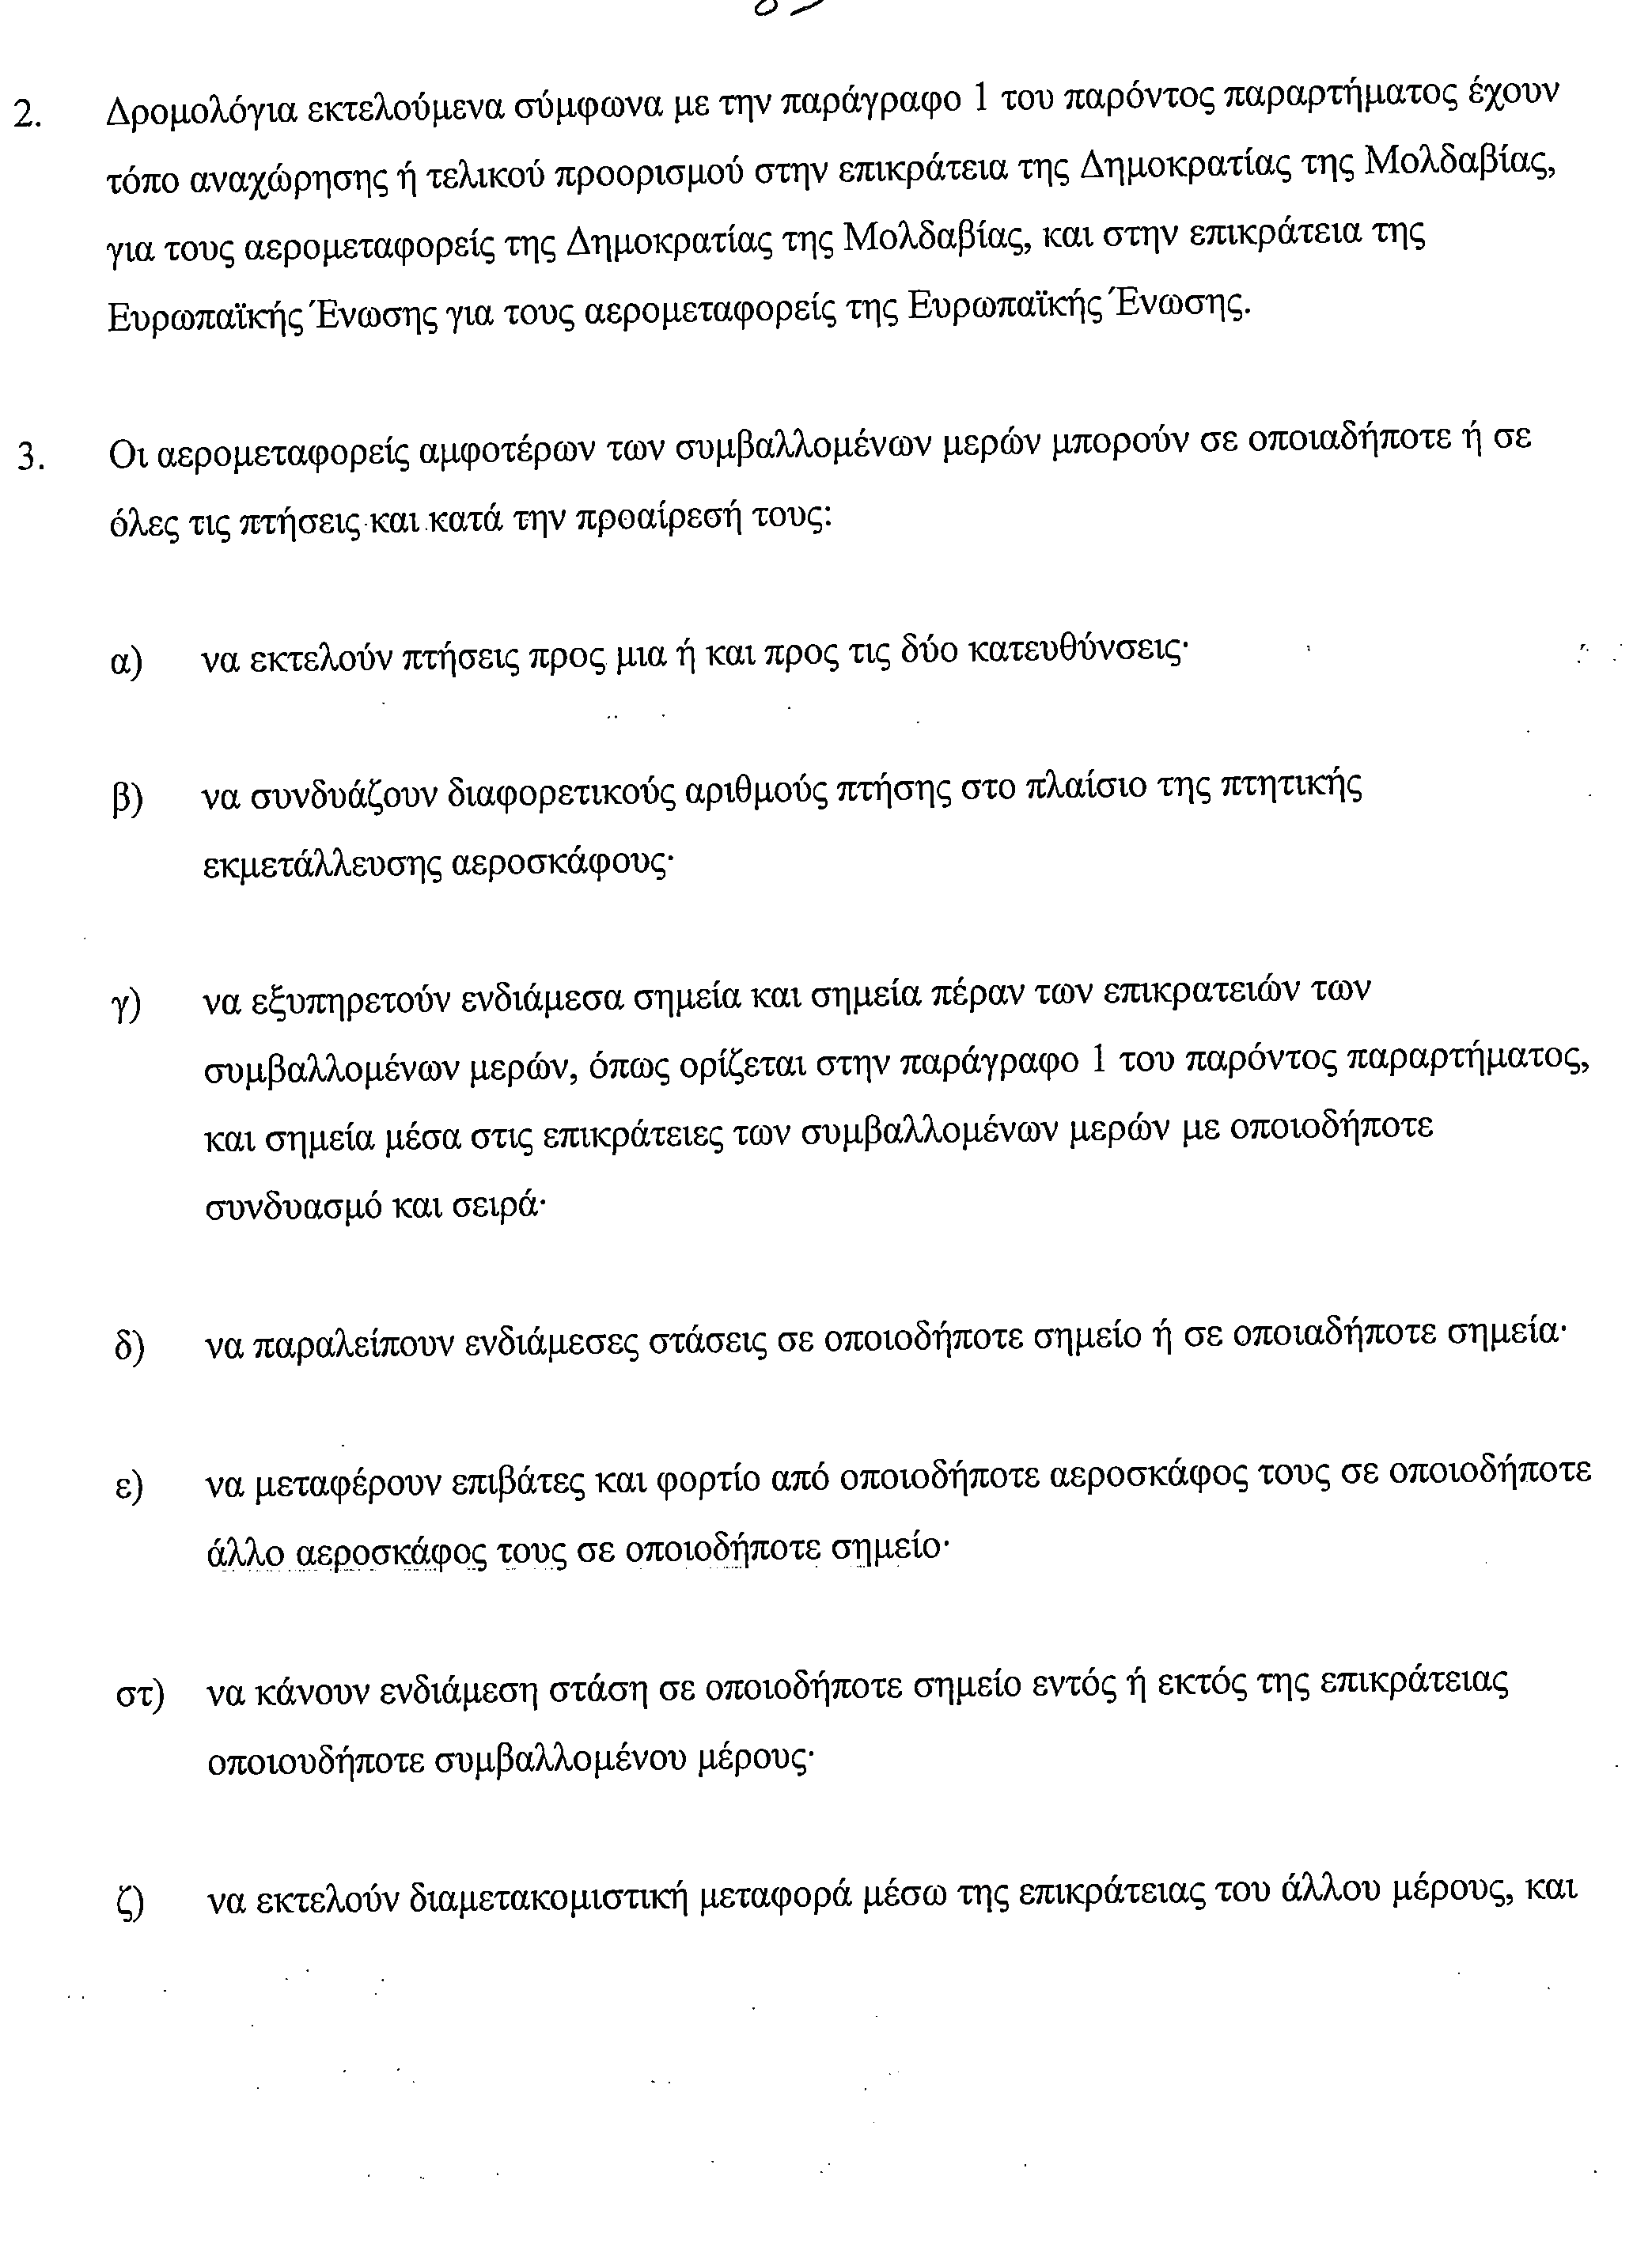 2. Δρομολόγια εκτελούμενα σύμφωνα με την παράγραφο 1 του παρόντος παραρτήματος έχουν
τόπο αναχώρησης ή τελικού προορισμού στην επικράτεια της Δημοκρατίας της Μολδαβίας,
για τους αερομεταφορείς της Δημοκρατίας της Μολδαβίας, και στην επικράτεια της
Ευρωπαϊκής Ένωσης για τους αερομεταφορείς της Ευρωπαϊκής Ένωσης.
3. Οι αερομεταφορείς αμφοτέρων των συμβαλλομένων μερών μπορούν σε οποιαδήποτε ή σε
όλες τις πτήσεις και κατά την προαίρεσή τους:
α) να εκτελούν πτήσεις προς μια ή και προς τις δύο κατευθύνσεις·
β) να συνδυάζουν διαφορετικούς αριθμούς πτήσης στο πλαίσιο της πτητικής
εκμετάλλευσης αεροσκάφους·
γ) να εξυπηρετούν ενδιάμεσα σημεία και σημεία πέραν των επικρατειών των
συμβαλλομένων μερών, όπως ορίζεται στην παράγραφο 1 του παρόντος παραρτήματος,
και σημεία μέσα στις επικράτειες των συμβαλλομένων μερών με οποιοδήποτε
συνδυασμό και σειρά·
δ) να παραλείπουν ενδιάμεσες στάσεις σε οποιοδήποτε σημείο ή σε οποιαδήποτε σημεία·
ε) να μεταφέρουν επιβάτες και φορτίο από οποιοδήποτε αεροσκάφος τους σε οποιοδήποτε
άλλο αεροσκάφος τους σε οποιοδήποτε σημείο·
στ) να κάνουν ενδιάμεση στάση σε οποιοδήποτε σημείο εντός ή εκτός της επικράτειας
οποιουδήποτε συμβαλλομένου μέρους·
ζ) να εκτελούν διαμετακομιστική μεταφορά μέσω της επικράτειας του άλλου μέρους, και